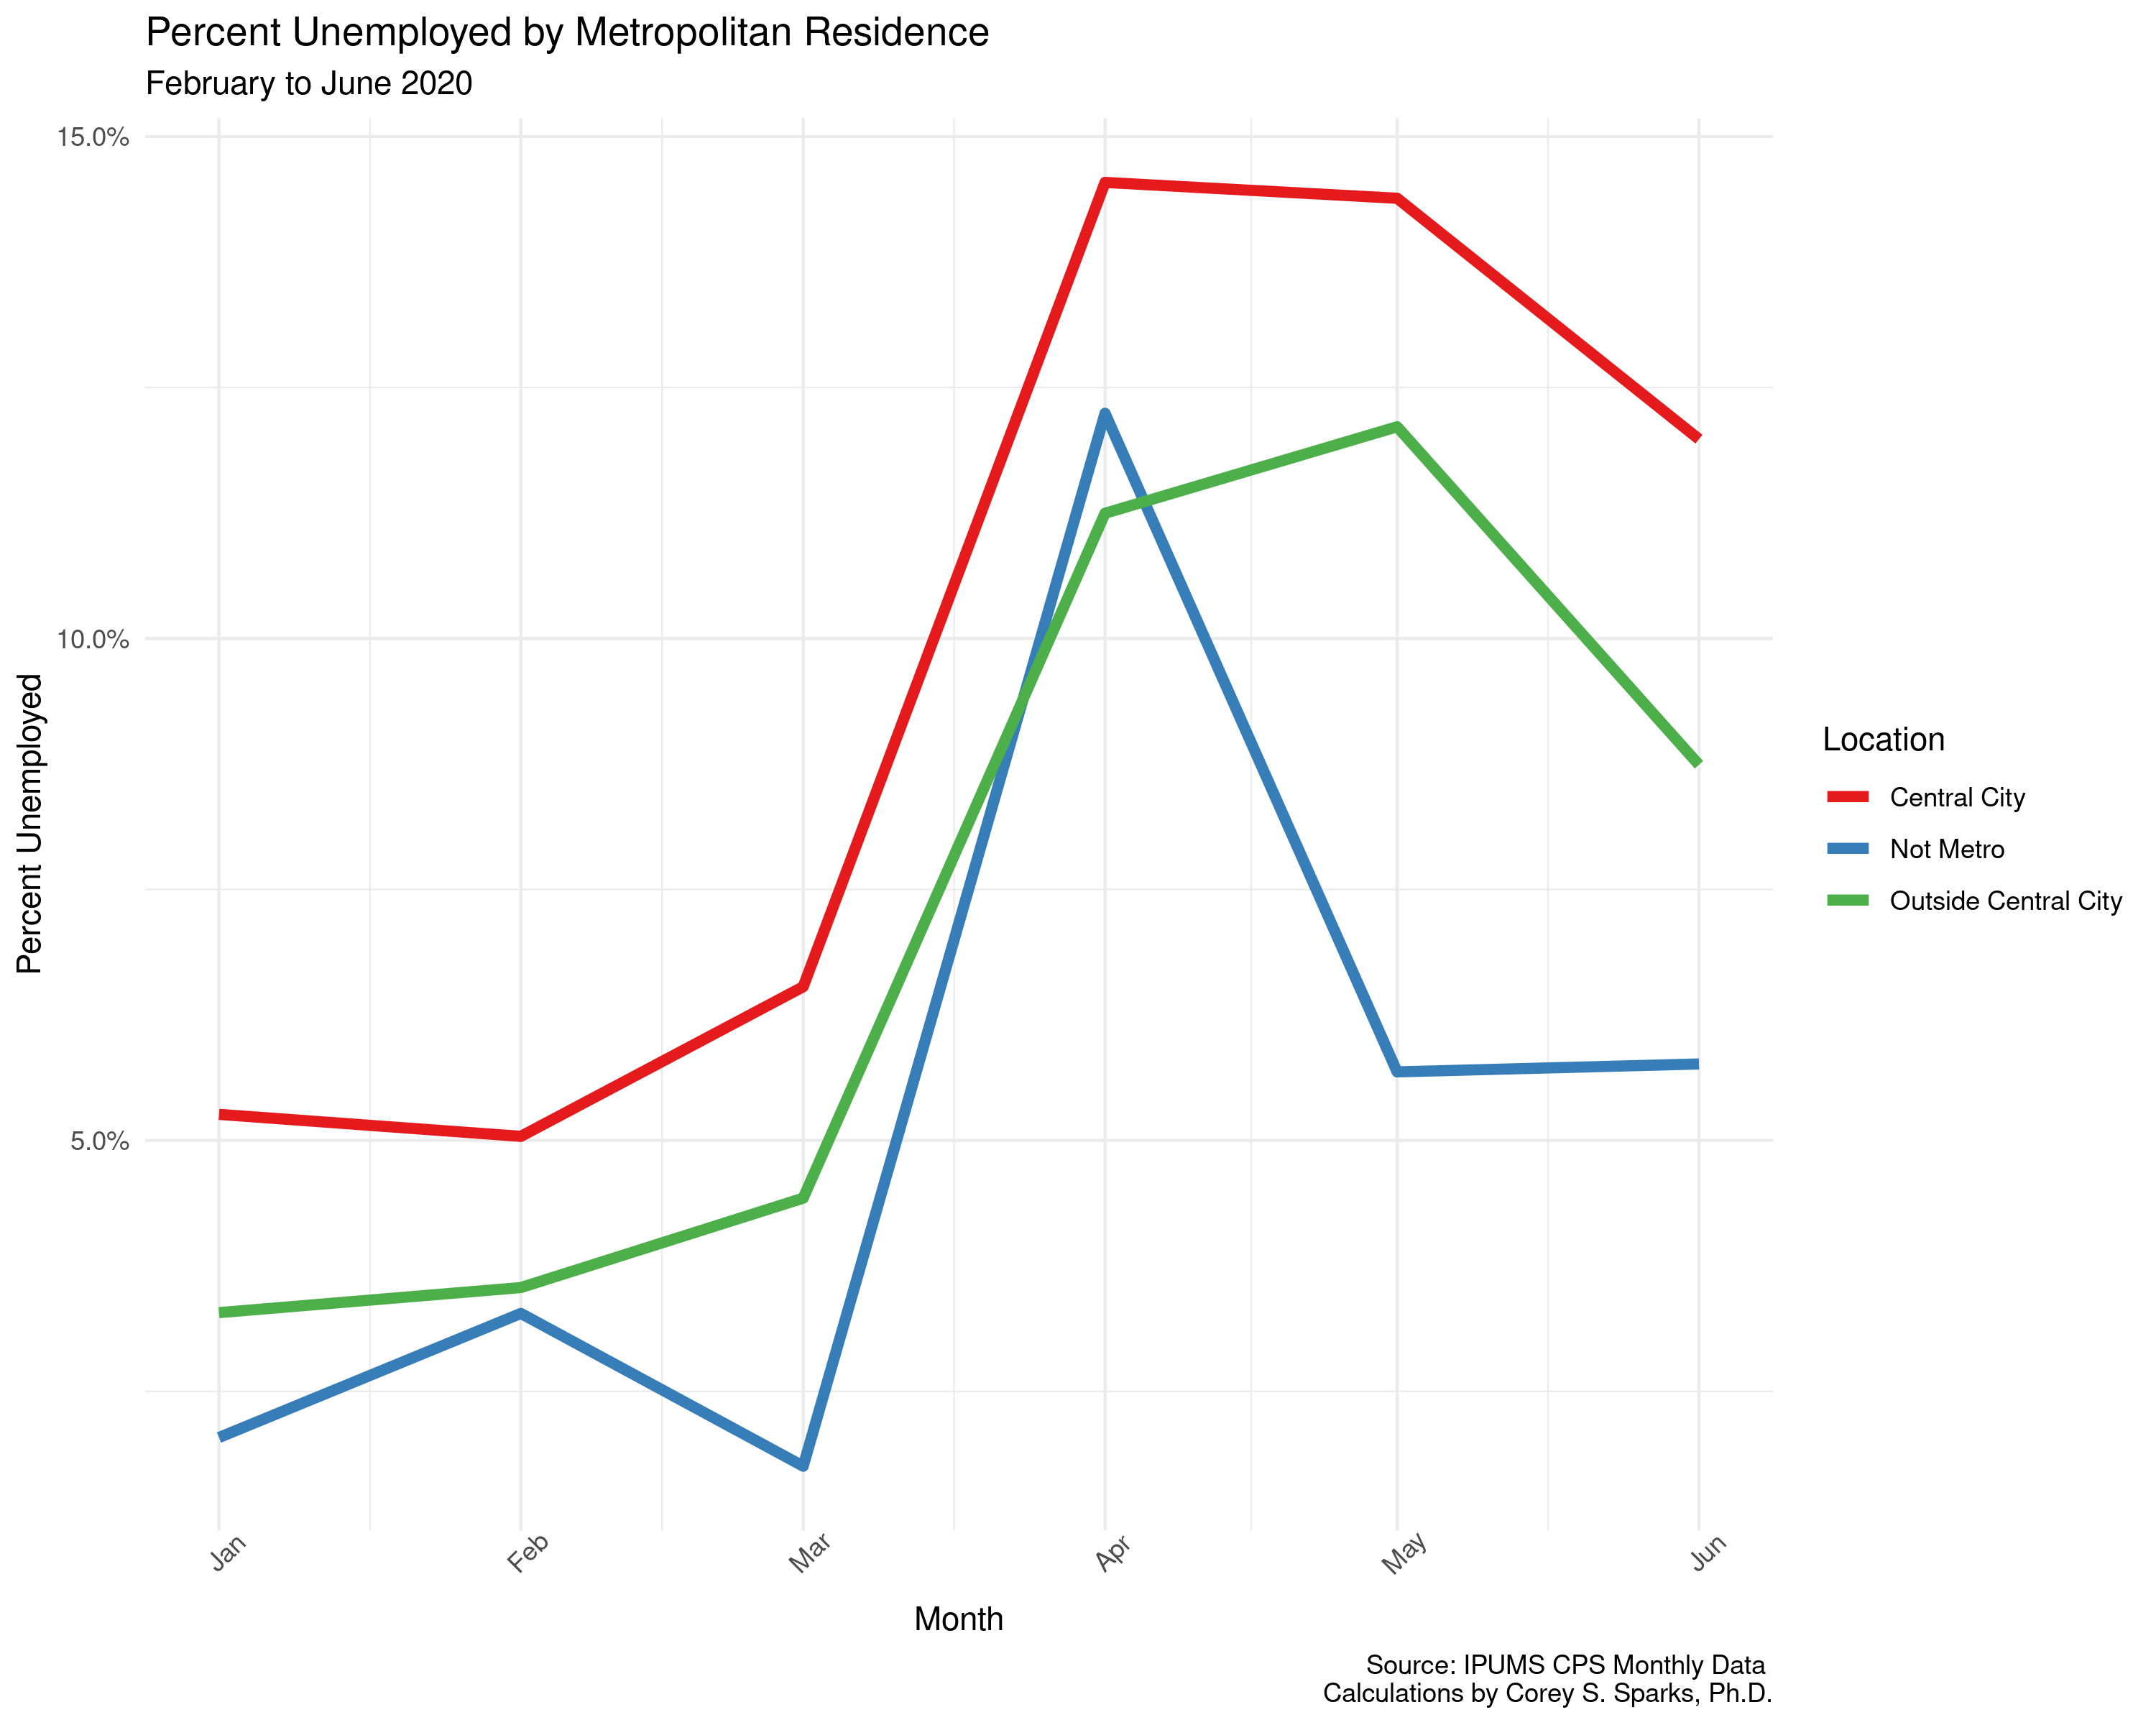 Percent Unemployed by Metropolitan Residence
February to June 2020
15.0%
10.0%
5.0%
Percent Unemployed
Jan
Feb
Mar
Apr
May
Jun
Month
Location
Central City
Not Metro
Outside Central City
Source: IPUMS CPS Monthly Data
Calculations by Corey S. Sparks, Ph.D.